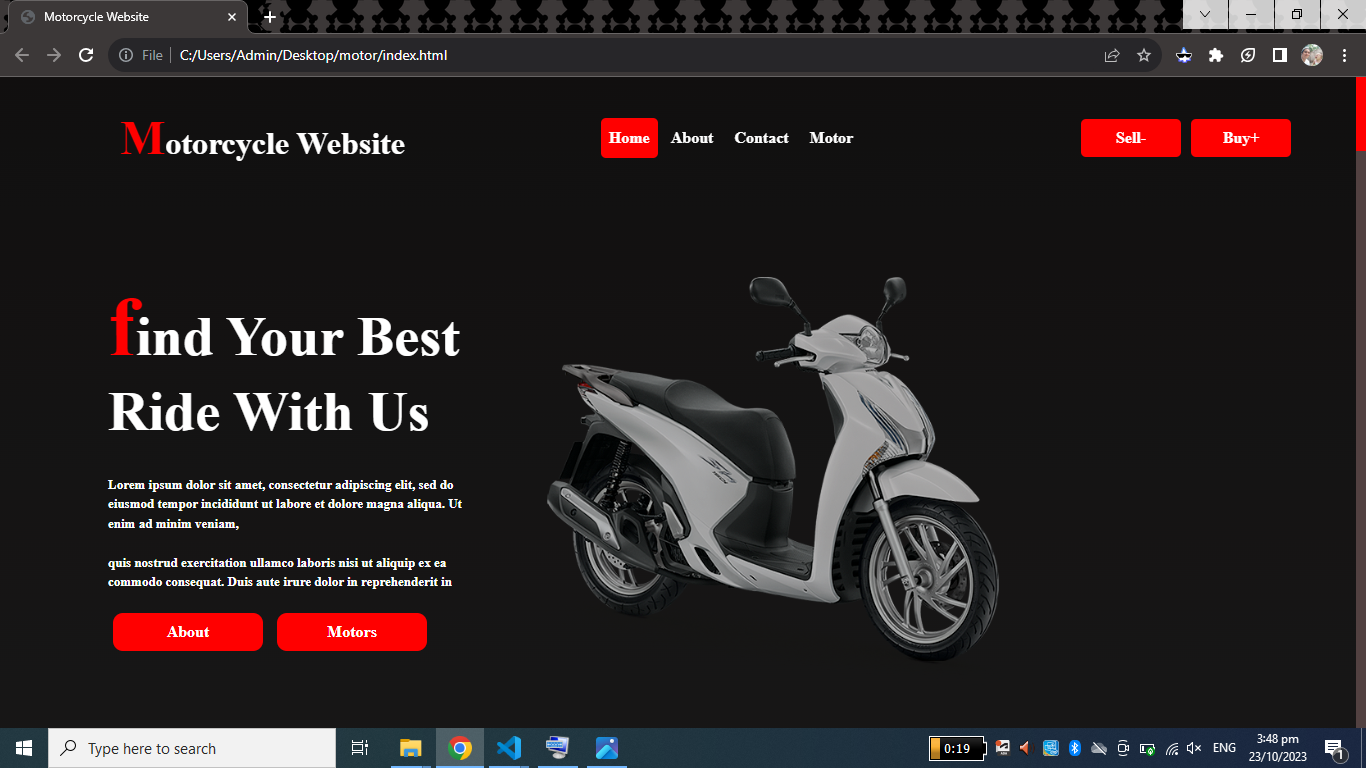 Motorcycle Website
File
C:/Users/Admin/Desktop/motor/index.html
Motorcycle Website
Home About Contact Motor
Sell- Buy+
find Your Best
Ride With Us
Lorem ipsum dolor sit amet, consectetur adipiscing elit, sed do
eiusmod tempor incididunt ut labore et dolore magna aliqua. Ut
enim ad minim veniam,
quis nostrud exercitation ullamco laboris nisi ut aliquip ex ea
commodo consequat. Duis aute irure dolor in reprehenderit in
About Motors
Type here to search
0:19
ENG
3:48 pm
23/10/2023
1